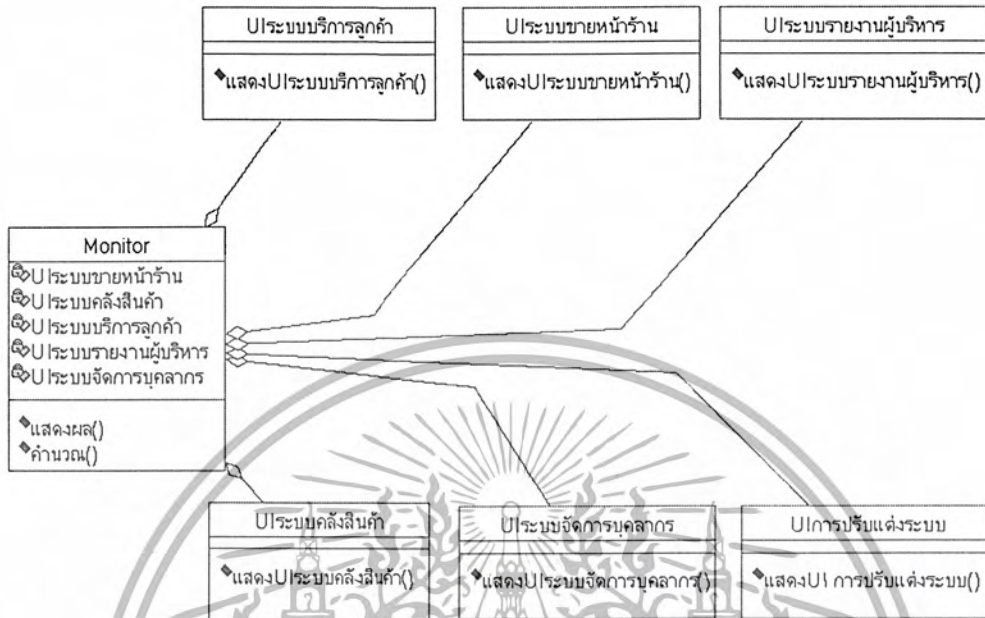 UIระบบบริการลูกค้า
แสดงUIระบบบริการลูกค้า()
UIระบบขายหน้าร้าน
แสดงUIระบบขายหน้าร้าน()
UIระบบรายงานผู้บริหาร
แสดงUIระบบรายงานผู้บริหาร()
Monitor
UIระบบขายหน้าร้าน
UIระบบคลังสินค้า
UIระบบบริการลูกค้า
UIระบบรายงานผู้บริหาร
UIระบบจัดการบุคลากร
แสดงผล()
คำนวณ()
UIระบบคลังสินค้า
แสดงUIระบบคลังสินค้า()
UIระบบจัดการบุคลากร
แสดงUIระบบจัดการบุคลากร()
UIการปรับแต่งระบบ
แสดงUI การปรับแต่งระบบ()